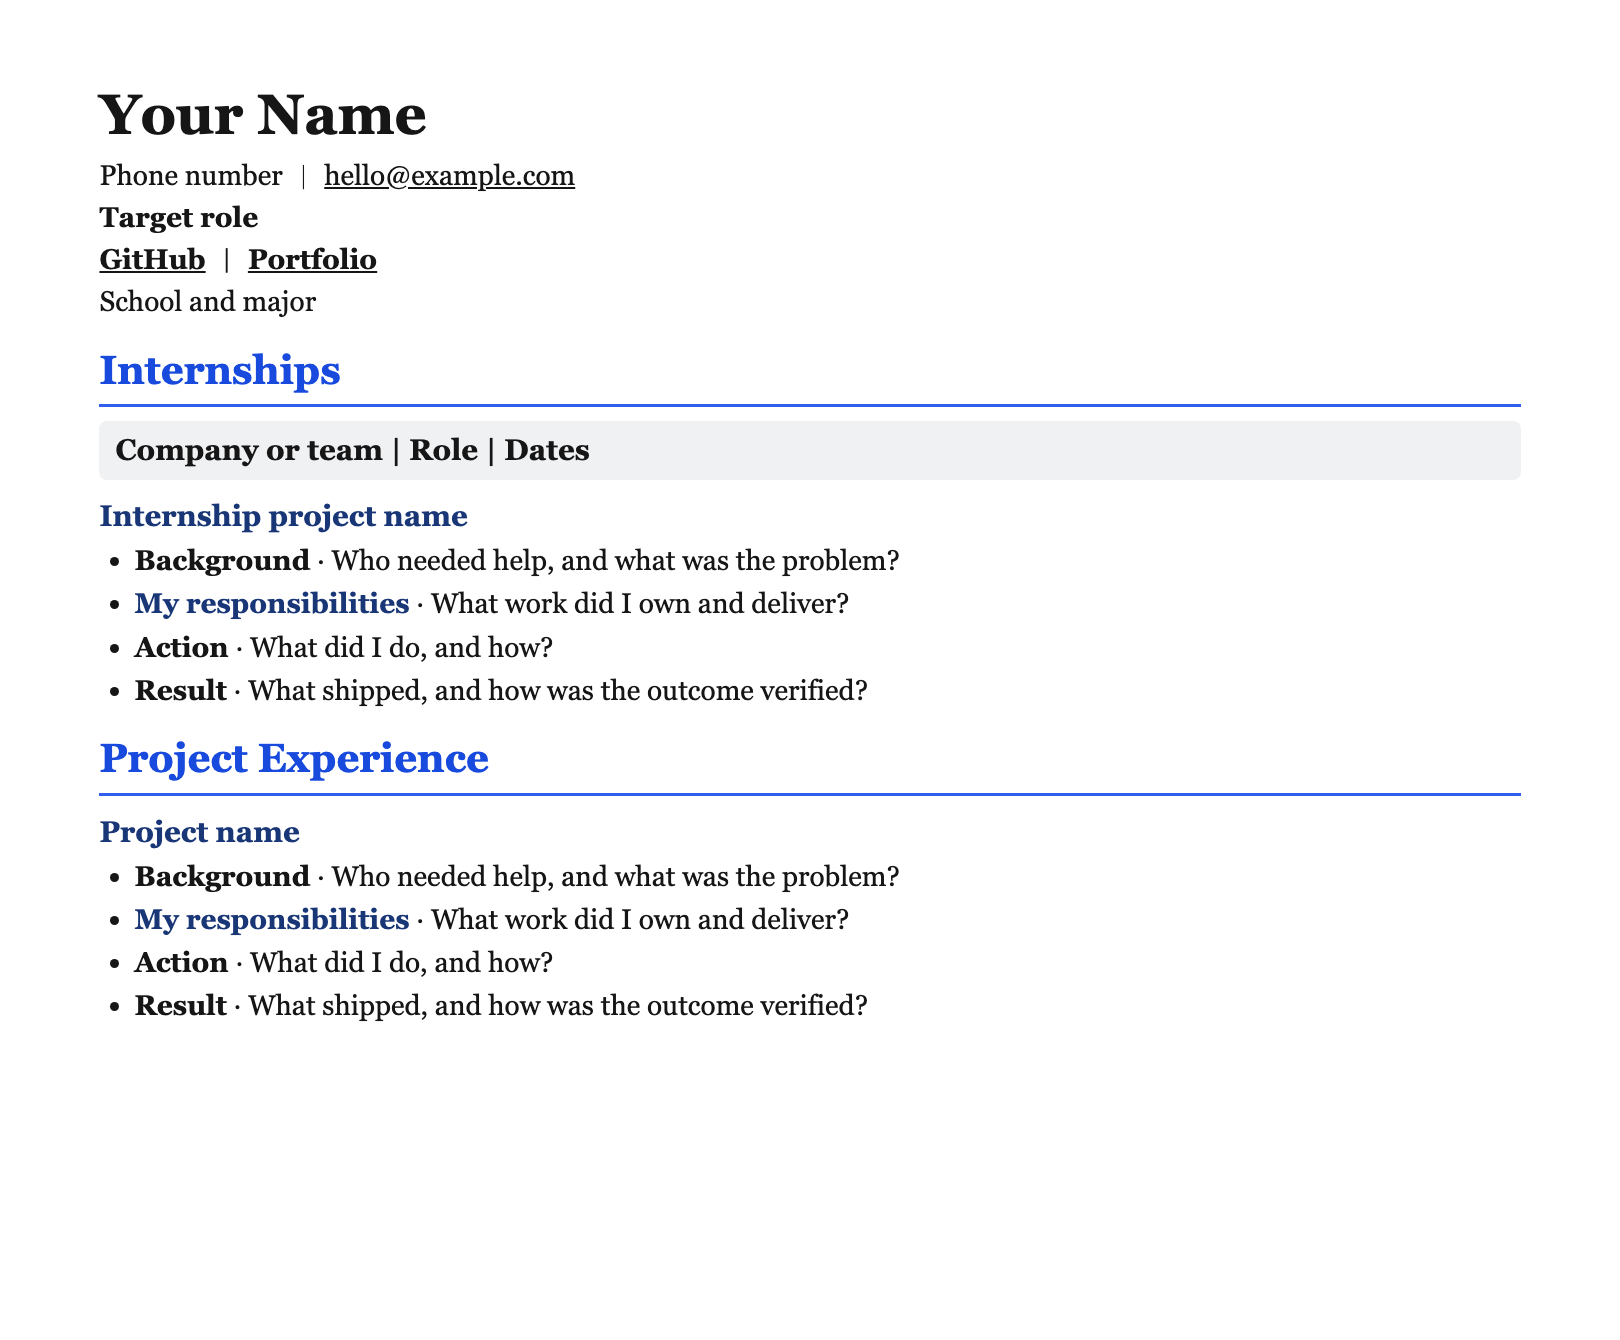 Your Name
Phone number | hello@example.com
Target role
GitHub | Portfolio
School and major
Internships
Company or team | Role | Dates
Internship project name
• Background · Who needed help, and what was the problem?
• My responsibilities · What work did I own and deliver?
• Action · What did I do, and how?
• Result · What shipped, and how was the outcome verified?
Project Experience
Project name
• Background · Who needed help, and what was the problem?
• My responsibilities · What work did I own and deliver?
• Action · What did I do, and how?
• Result · What shipped, and how was the outcome verified?